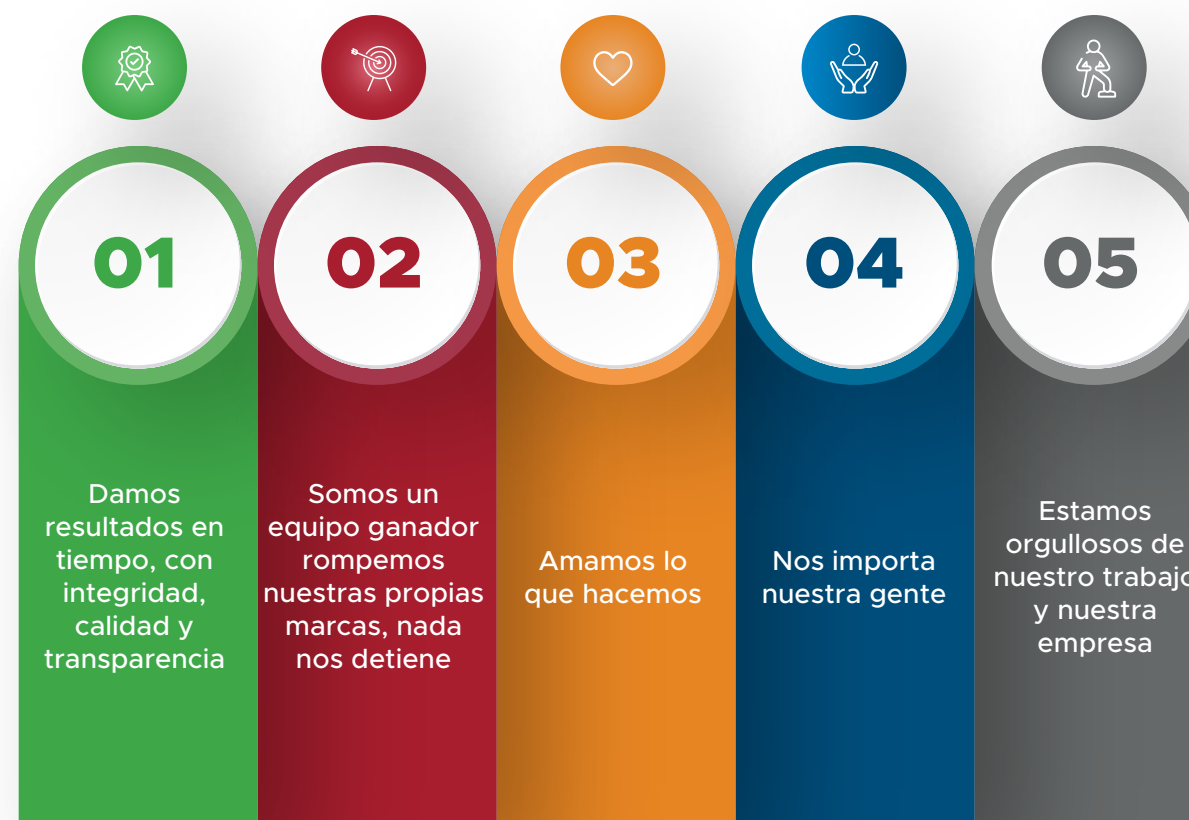 01
Damos
resultados en
tiempo, con
integridad,
calidad y
transparencia
02
Somos un
equipo ganador
rompemos
nuestras propias
marcas, nada
nos detiene
03
Amamos lo
que hacemos
04
Nos importa
nuestra gente
05
Estamos
orgullosos de
nuestro trabajo
y nuestra
empresa